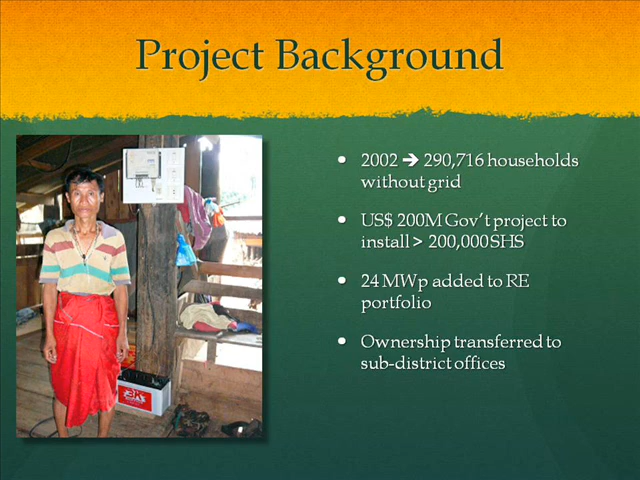 Project Background
• 2002 ➔ 290,716 households
without grid
• US$ 200M Gov't project to
install > 200,000 SHS
• 24 MWp added to RE
portfolio
• Ownership transferred to
sub-district offices